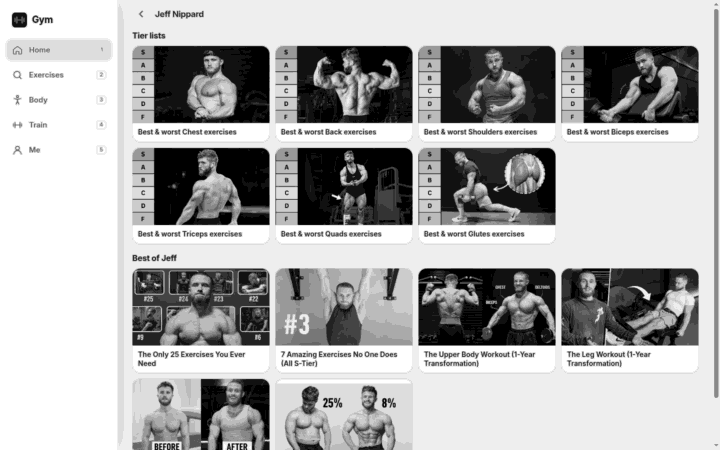 Gym
Home 1
Exercises 2
Body 3
Train 4
Me 5
Jeff Nippard
Tier lists
S
A
B
C
D
F
Best & worst Chest exercises
S
A
B
C
D
F
Best & worst Back exercises
S
A
B
C
D
F
Best & worst Shoulders exercises
S
A
B
C
D
F
Best & worst Biceps exercises
S
A
B
C
D
F
Best & worst Triceps exercises
S
A
B
C
D
F
Best & worst Quads exercises
S
A
B
C
D
F
Best & worst Glutes exercises
Best of Jeff
#25 #24 #23 #22
#9 #6
The Only 25 Exercises You Ever
Need
#3
7 Amazing Exercises No One Does
(All S-Tier)
CHEST
BICEPS
The Upper Body Workout (1-Year
Transformation)
The Leg Workout (1-Year
Transformation)
BEFORE AFTER
25% 8%